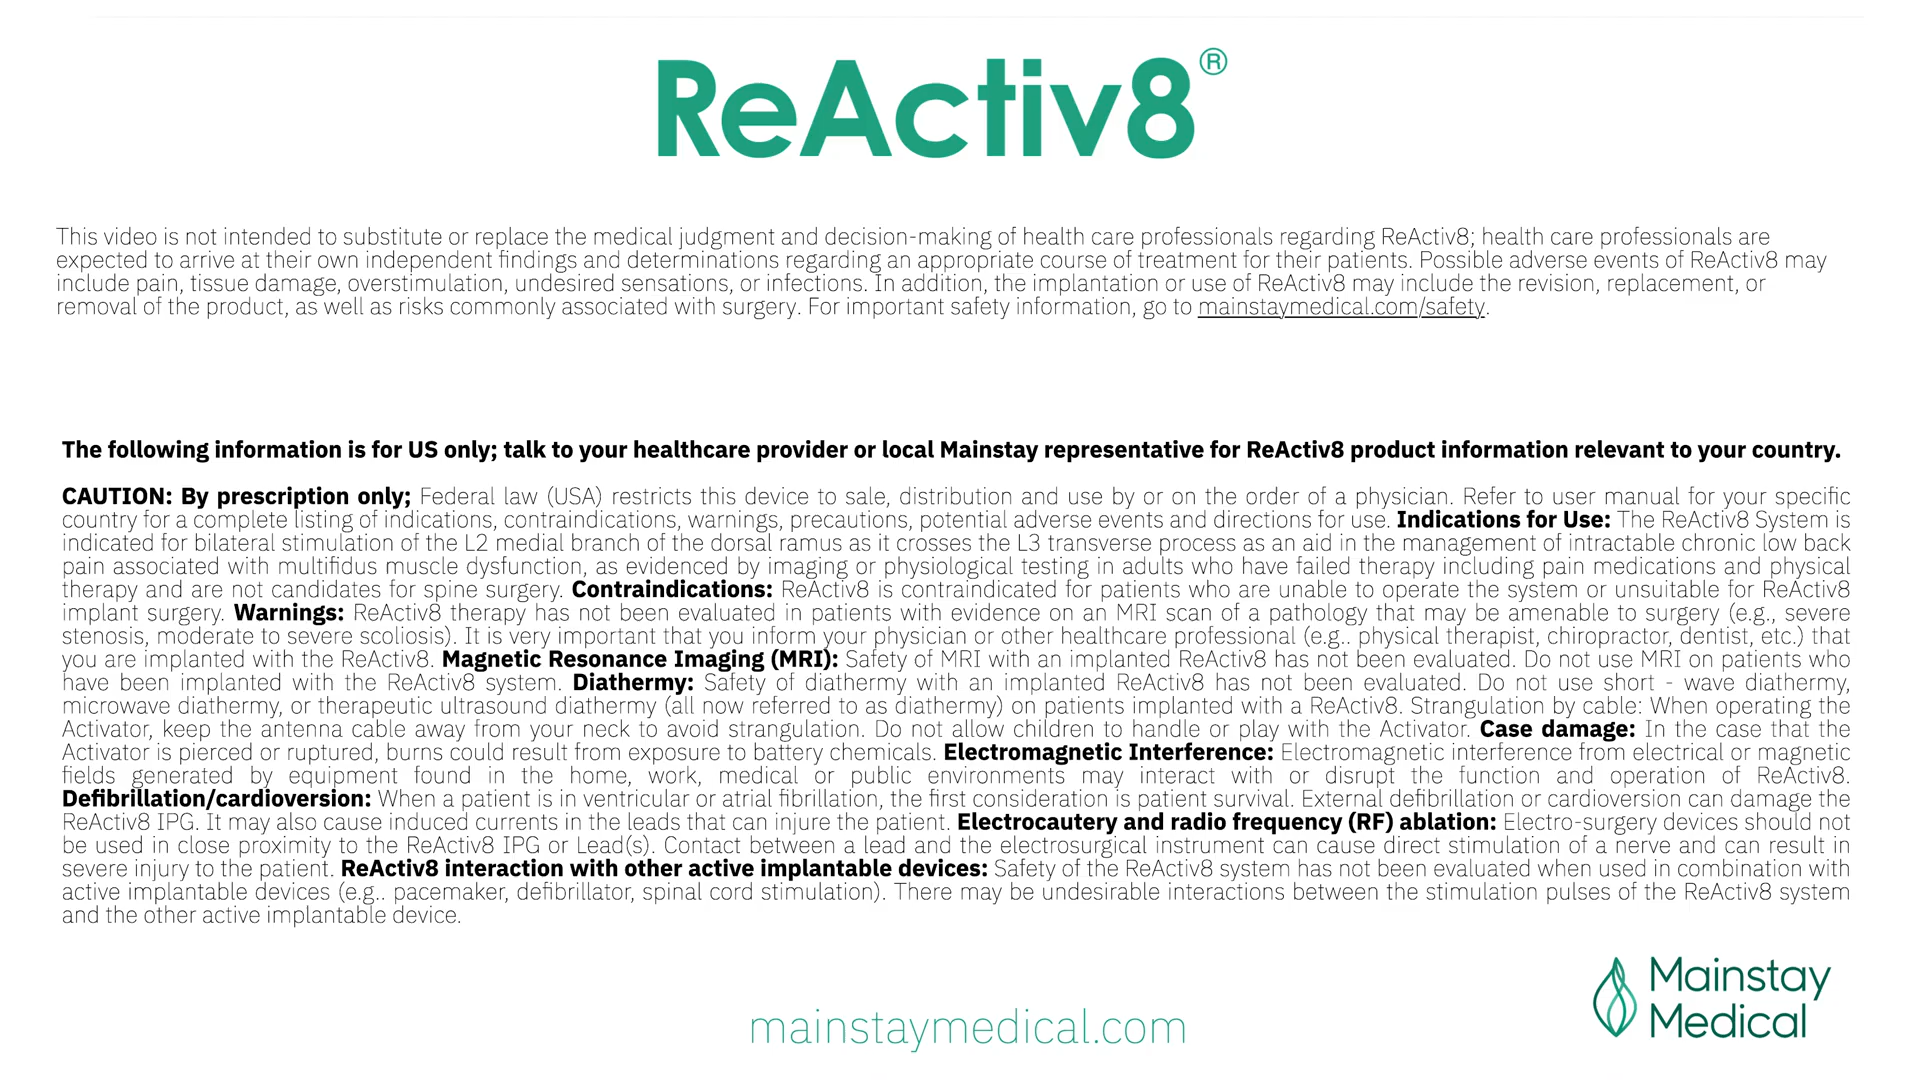 ReActiv8®
This video is not intended to substitute or replace the medical judgment and decision-making of health care professionals regarding ReActiv8; health care professionals are
expected to arrive at their own independent findings and determinations regarding an appropriate course of treatment for their patients. Possible adverse events of ReActiv8 may
include pain, tissue damage, overstimulation, undesired sensations, or infections. In addition, the implantation or use of ReActiv8 may include the revision, replacement, or
removal of the product, as well as risks commonly associated with surgery. For important safety information, go to mainstaymedical.com/safety.
The following information is for US only; talk to your healthcare provider or local Mainstay representative for ReActiv8 product information relevant to your country.
CAUTION: By prescription only; Federal law (USA) restricts this device to sale, distribution and use by or on the order of a physician. Refer to user manual for your specific
country for a complete listing of indications, contraindications, warnings, precautions, potential adverse events and directions for use. Indications for Use: The ReActiv8 System is
indicated for bilateral stimulation of the L2 medial branch of the dorsal ramus as it crosses the L3 transverse process as an aid in the management of intractable chronic low back
pain associated with multifidus muscle dysfunction, as evidenced by imaging or physiological testing in adults who have failed therapy including pain medications and physical
therapy and are not candidates for spine surgery. Contraindications: ReActiv8 is contraindicated for patients who are unable to operate the system or unsuitable for ReActiv8
implant surgery. Warnings: ReActiv8 therapy has not been evaluated in patients with evidence on an MRI scan of a pathology that may be amenable to surgery (e.g., severe
stenosis, moderate to severe scoliosis). It is very important that you inform your physician or other healthcare professional (e.g.. physical therapist, chiropractor, dentist, etc.) that
you are implanted with the ReActiv8. Magnetic Resonance Imaging (MRI): Safety of MRI with an implanted ReActiv8 has not been evaluated. Do not use MRI on patients who
have been implanted with the ReActiv8 system. Diathermy: Safety of diathermy with an implanted ReActiv8 has not been evaluated. Do not use short - wave diathermy,
microwave diathermy, or therapeutic ultrasound diathermy (all now referred to as diathermy) on patients implanted with a ReActiv8. Strangulation by cable: When operating the
Activator, keep the antenna cable away from your neck to avoid strangulation. Do not allow children to handle or play with the Activator. Case damage: In the case that the
Activator is pierced or ruptured, burns could result from exposure to battery chemicals. Electromagnetic Interference: Electromagnetic interference from electrical or magnetic
fields generated by equipment found in the home, work, medical or public environments may interact with or disrupt the function and operation of ReActiv8.
Defibrillation/cardioversion: When a patient is in ventricular or atrial fibrillation, the first consideration is patient survival. External defibrillation or cardioversion can damage the
ReActiv8 IPG. It may also cause induced currents in the leads that can injure the patient. Electrocautery and radio frequency (RF) ablation: Electro-surgery devices should not
be used in close proximity to the ReActiv8 IPG or Lead(s). Contact between a lead and the electrosurgical instrument can cause direct stimulation of a nerve and can result in
severe injury to the patient. ReActiv8 interaction with other active implantable devices: Safety of the ReActiv8 system has not been evaluated when used in combination with
active implantable devices (e.g.. pacemaker, defibrillator, spinal cord stimulation). There may be undesirable interactions between the stimulation pulses of the ReActiv8 system
and the other active implantable device.
mainstaymedical.com
Mainstay
Medical